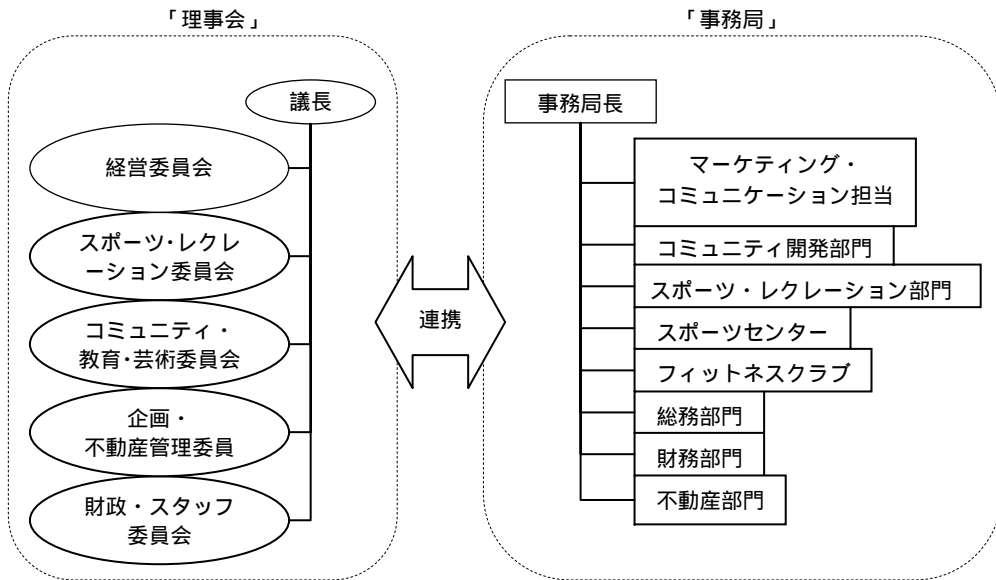 「理事会」
議長
経営委員会
スポーツ・レクレ
ーション委員会
コミュニティ・
教育・芸術委員会
企画・
不動産管理委員
財政・スタッフ
委員会
連携
「事務局」
事務局長
マーケティング・
コミュニケーション担当
コミュニティ開発部門
スポーツ・レクレーション部門
スポーツセンター
フィットネスクラブ
総務部門
財務部門
不動産部門